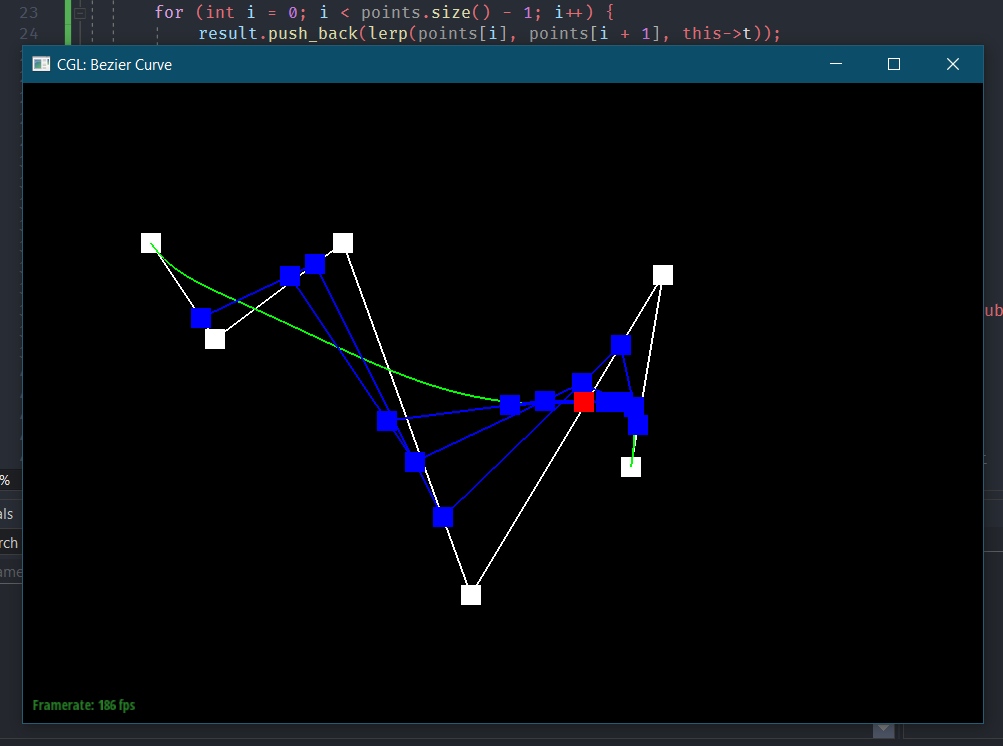 23 for (int i = 0; i < points.size() - 1; i++) {
24 result.push_back(lerp(points[i], points[i + 1], this->t));
CGL: Bezier Curve
ub
%
als
rch
ame
Framerate: 186 fps